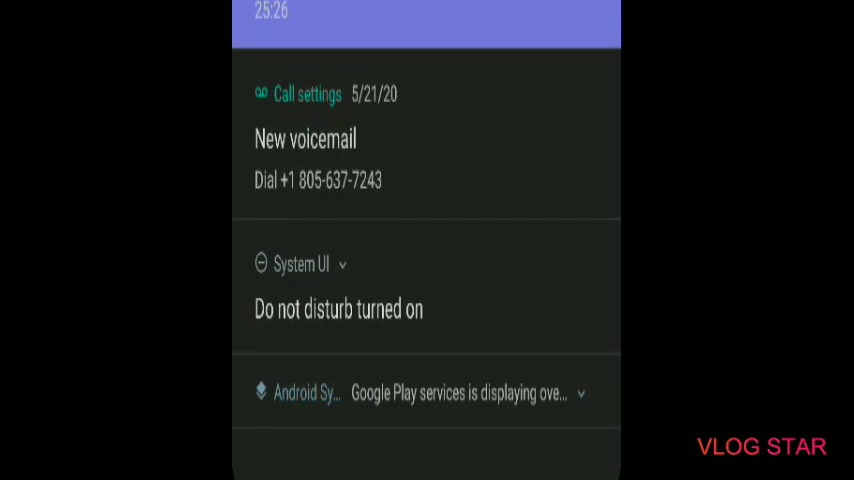 25:26
Call settings 5/21/20
New voicemail
Dial +1 805-637-7243
System UI
Do not disturb turned on
Android Sy... Google Play services is displaying ove...
VLOG STAR